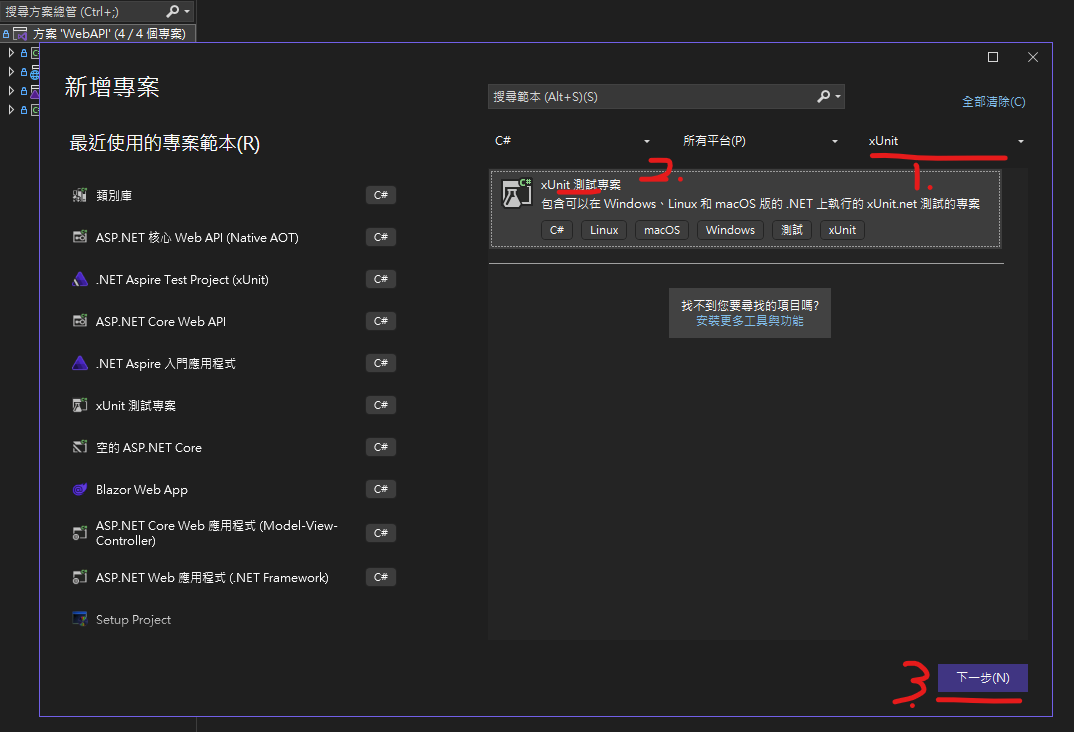 搜尋方案總管 (Ctrl+;)
方案 'WebAPI' (4 / 4 個專案)
新增專案
最近使用的專案範本(R)
類別庫
C#
ASP.NET 核心 Web API (Native AOT)
C#
.NET Aspire Test Project (xUnit)
C#
ASP.NET Core Web API
C#
.NET Aspire 入門應用程式
C#
xUnit 測試專案
C#
空的 ASP.NET Core
C#
Blazor Web App
C#
ASP.NET Core Web 應用程式 (Model-View-
Controller)
C#
ASP.NET Web 應用程式 (.NET Framework)
C#
Setup Project
搜尋範本 (Alt+S)(S)
全部清除(C)
C#
所有平台(P)
xUnit
1.
2.
xUnit 測試專案
包含可以在 Windows、Linux 和 macOS 版的 .NET 上執行的 xUnit.net 測試的專案
C# Linux macOS Windows 測試 xUnit
找不到您要尋找的項目嗎?
安裝更多工具與功能
3.
下一步(N)